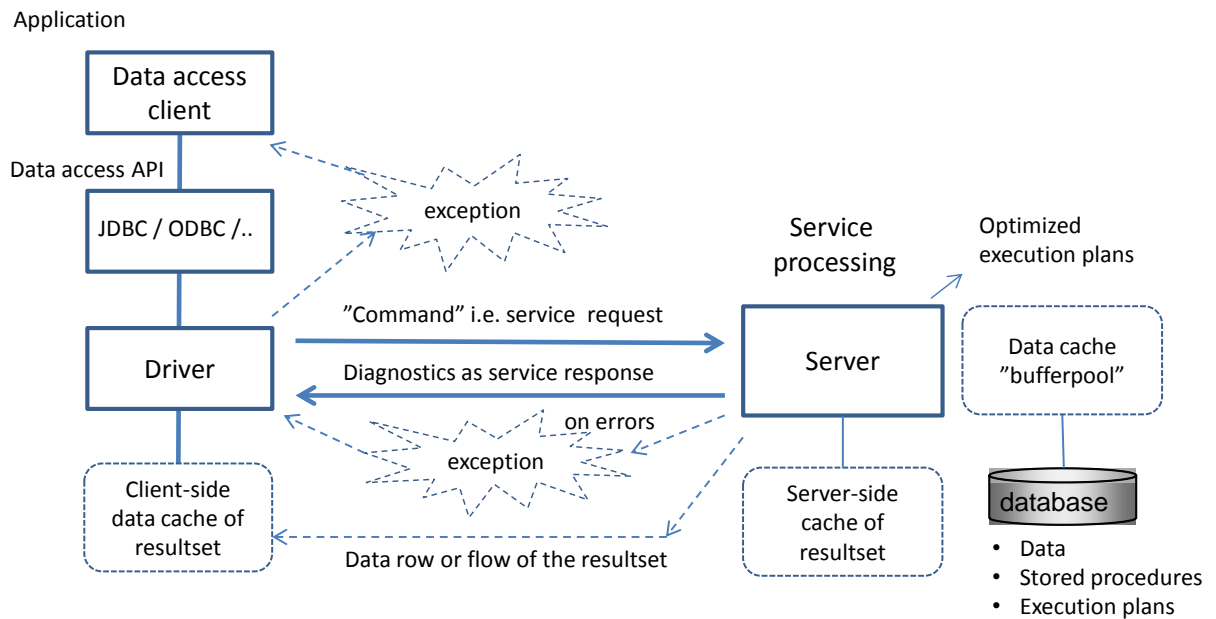 Application
Data access
client
Data access API
JDBC / ODBC /..
exception
Service
processing
Optimized
execution plans
”Command” i.e. service request
Driver
Diagnostics as service response
Server
Data cache
”bufferpool”
on errors
exception
Client-side
data cache of
resultset
Data row or flow of the resultset
Server-side
cache of
resultset
database
• Data
• Stored procedures
• Execution plans